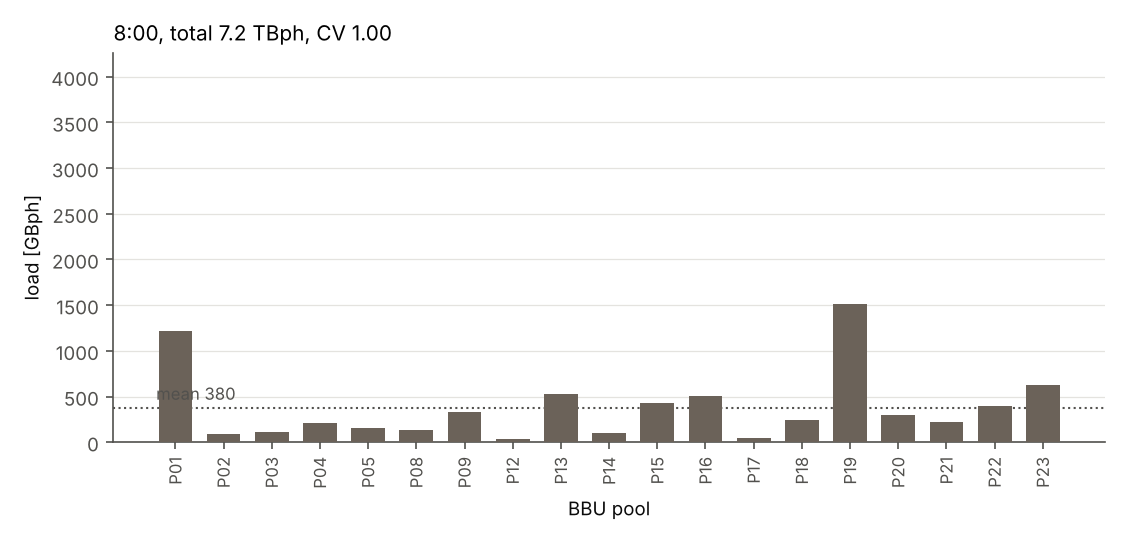 8:00, total 7.2 TBph, CV 1.00
load [GBph]
4000
3500
3000
2500
2000
1500
1000
500
0
mean 380
P01 P02 P03 P04 P05 P08 P09 P12 P13 P14 P15 P16 P17 P18 P19 P20 P21 P22 P23
BBU pool